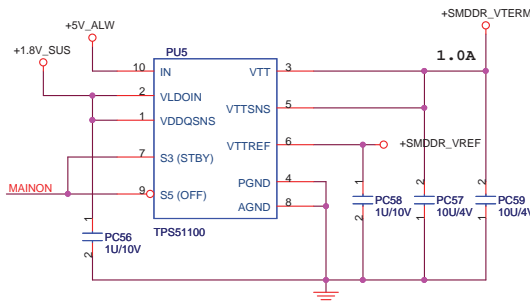 +SMDDR_VTERM
+5V_ALW
+1.8V_SUS
PU5
1.0A
10 IN VTT 3
2 VLDOIN
VTTSNS 5
1 VDDQSNS
VTTREF 6 +SMDDR_VREF
7 S3 (STBY)
MAINON 9 S5 (OFF) PGND 4
AGND 8
TPS51100
1 PC56 1U/10V 2
1 PC58 1U/10V 2
2 PC57 10U/4V 1
2 PC59 10U/4V 1